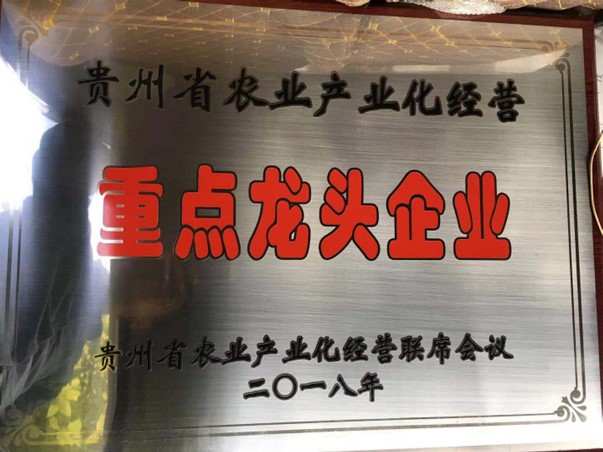 贵州省农业产业化经营
重点龙头企业
贵州省农业产业化经营联席会议
二〇一八年